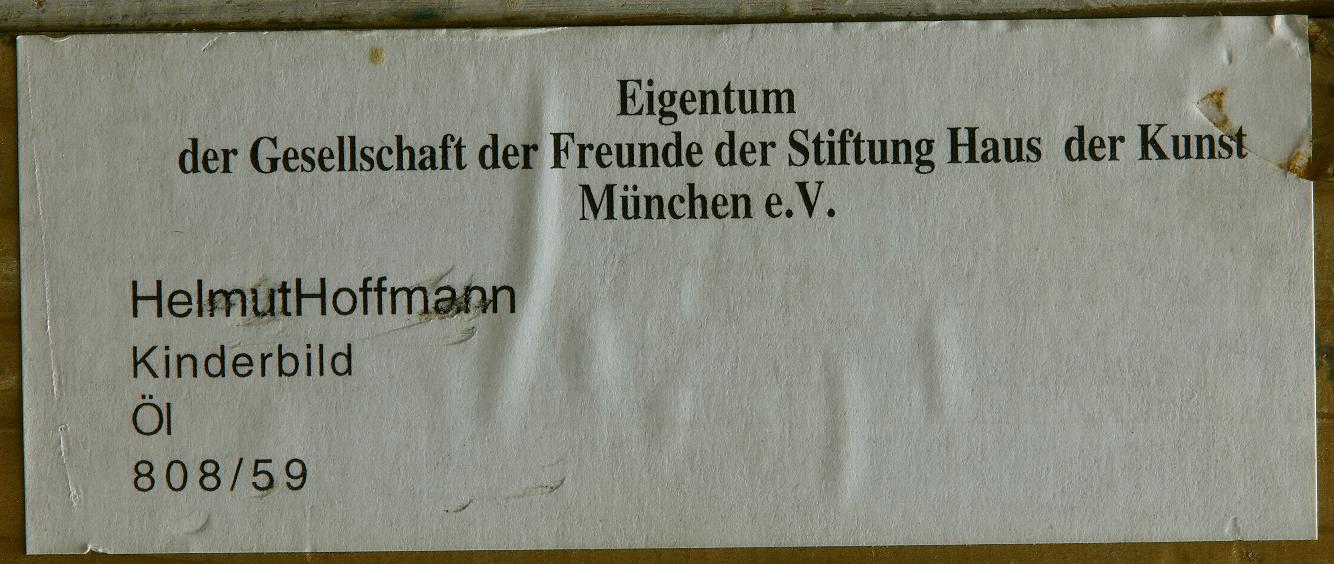 Eigentum
der Gesellschaft der Freunde der Stiftung Haus der Kunst
München e.V.
HelmutHoffmann
Kinderbild
Öl
808/59